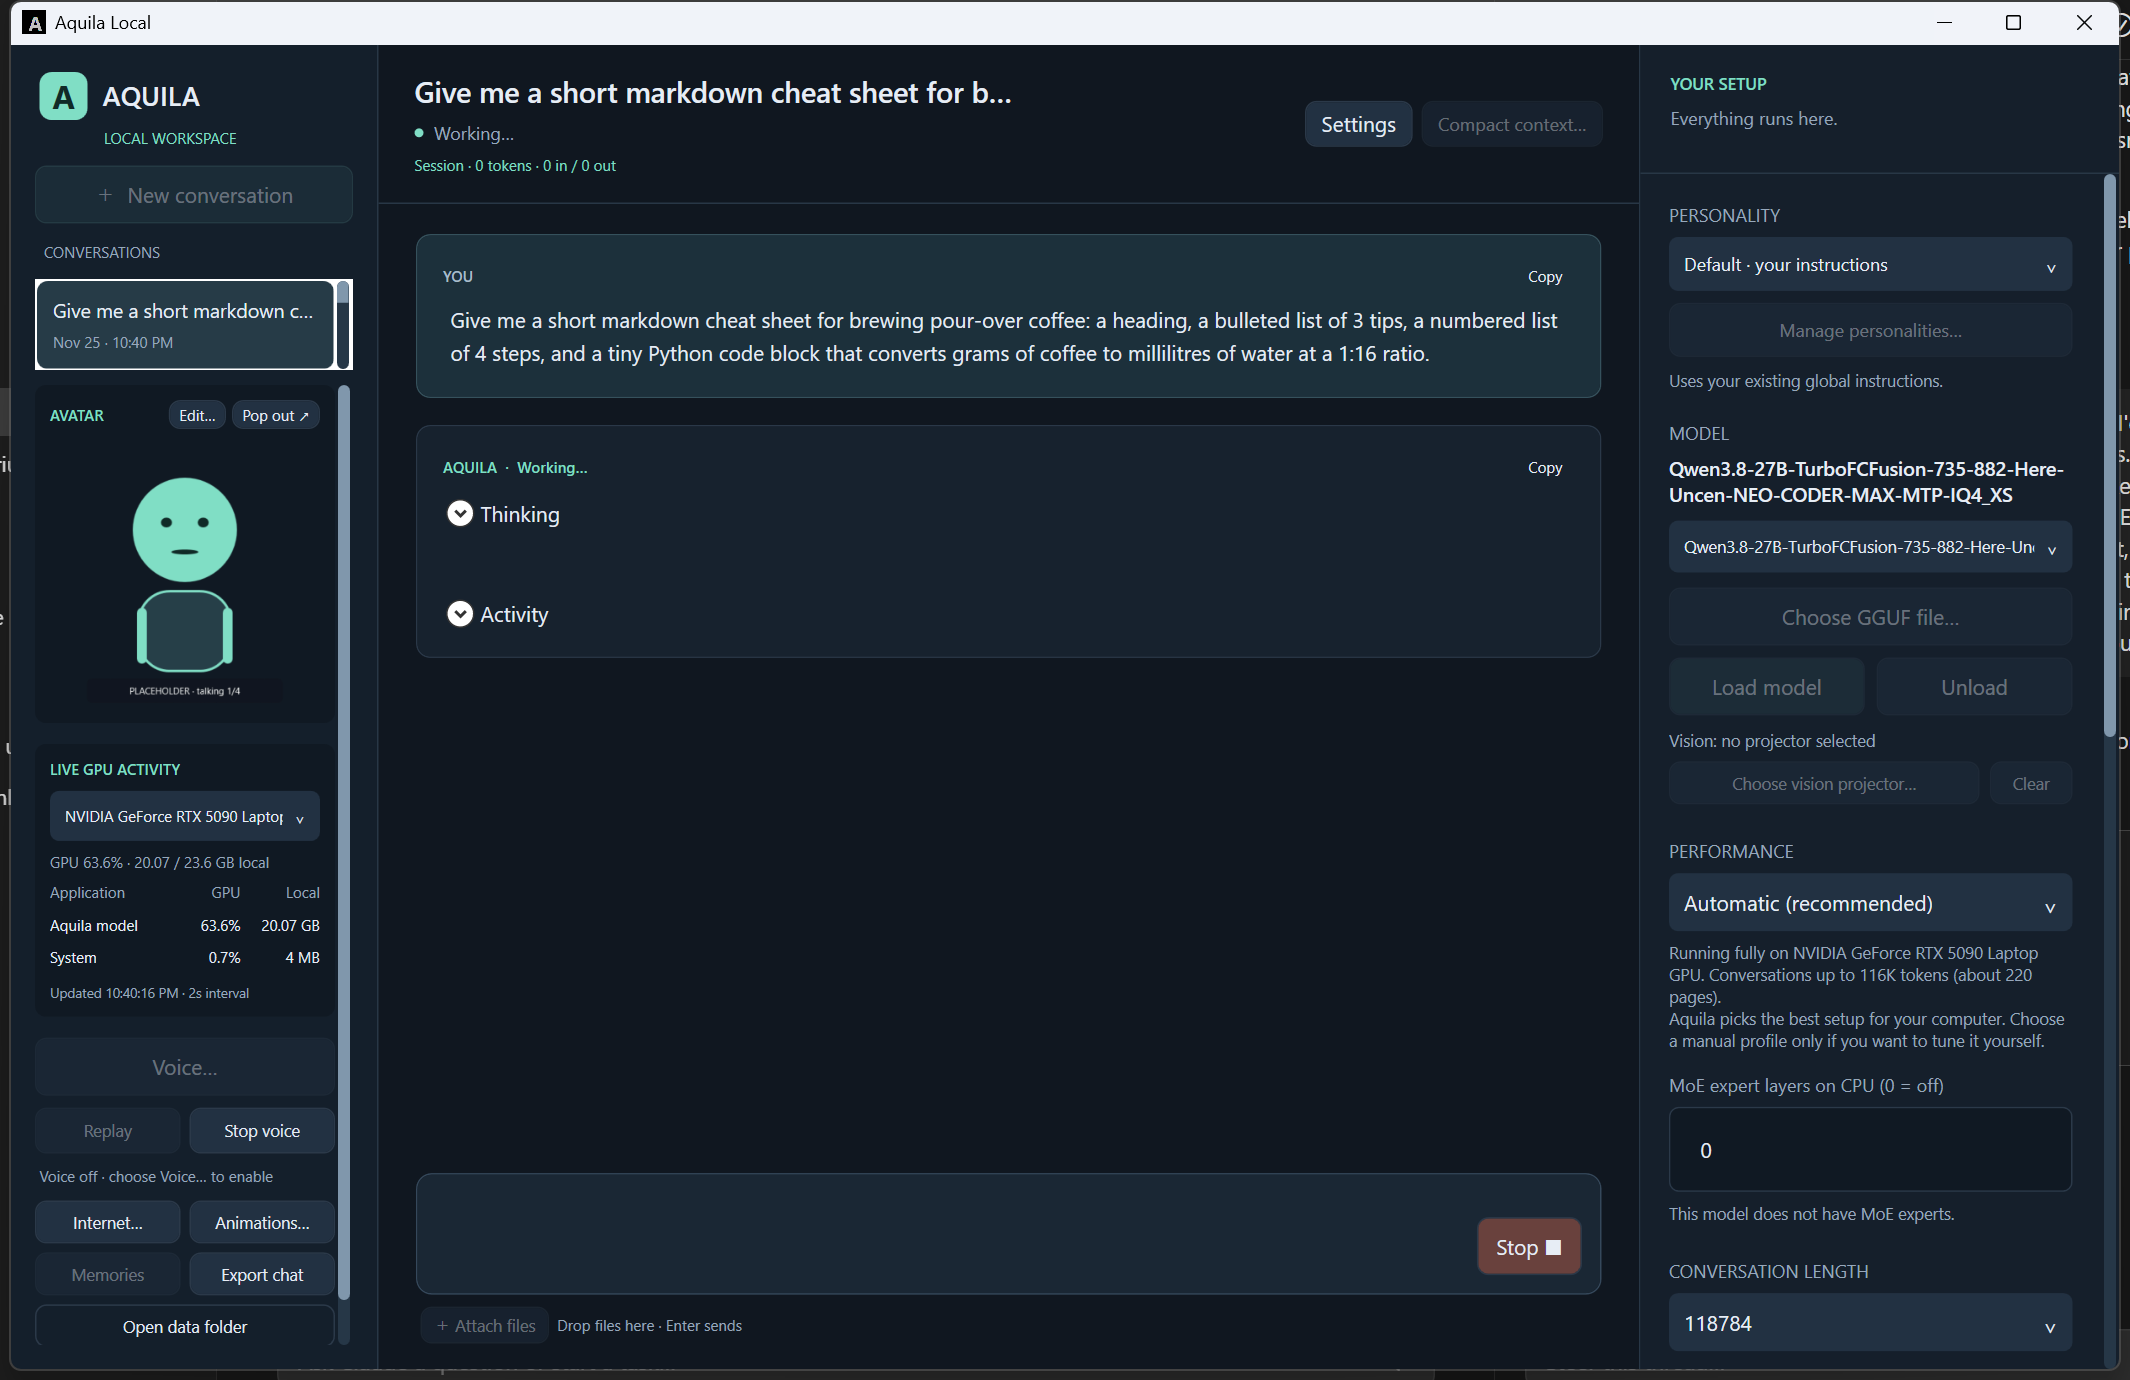 Aquila Local
A AQUILA
LOCAL WORKSPACE
+ New conversation
CONVERSATIONS
Give me a short markdown c...
Nov 25 · 10:40 PM
AVATAR
Edit...
Pop out ↗
PLACEHOLDER · talking 1/4
LIVE GPU ACTIVITY
NVIDIA GeForce RTX 5090 Laptop
GPU 63.6% · 20.07 / 23.6 GB local
Application GPU Local
Aquila model 63.6% 20.07 GB
System 0.7% 4 MB
Updated 10:40:16 PM · 2s interval
Voice...
Replay
Stop voice
Voice off · choose Voice... to enable
Internet...
Animations...
Memories
Export chat
Open data folder
Give me a short markdown cheat sheet for b...
Working...
Session · 0 tokens · 0 in / 0 out
Settings
Compact context...
YOU
Copy
Give me a short markdown cheat sheet for brewing pour-over coffee: a heading, a bulleted list of 3 tips, a numbered list
of 4 steps, and a tiny Python code block that converts grams of coffee to millilitres of water at a 1:16 ratio.
AQUILA · Working...
Copy
Thinking
Activity
Stop
+ Attach files
Drop files here · Enter sends
YOUR SETUP
Everything runs here.
PERSONALITY
Default · your instructions
Manage personalities...
Uses your existing global instructions.
MODEL
Qwen3.8-27B-TurboFCFusion-735-882-Here-
Uncen-NEO-CODER-MAX-MTP-IQ4_XS
Qwen3.8-27B-TurboFCFusion-735-882-Here-Un
Choose GGUF file...
Load model
Unload
Vision: no projector selected
Choose vision projector...
Clear
PERFORMANCE
Automatic (recommended)
Running fully on NVIDIA GeForce RTX 5090 Laptop
GPU. Conversations up to 116K tokens (about 220
pages).
Aquila picks the best setup for your computer. Choose
a manual profile only if you want to tune it yourself.
MoE expert layers on CPU (0 = off)
0
This model does not have MoE experts.
CONVERSATION LENGTH
118784